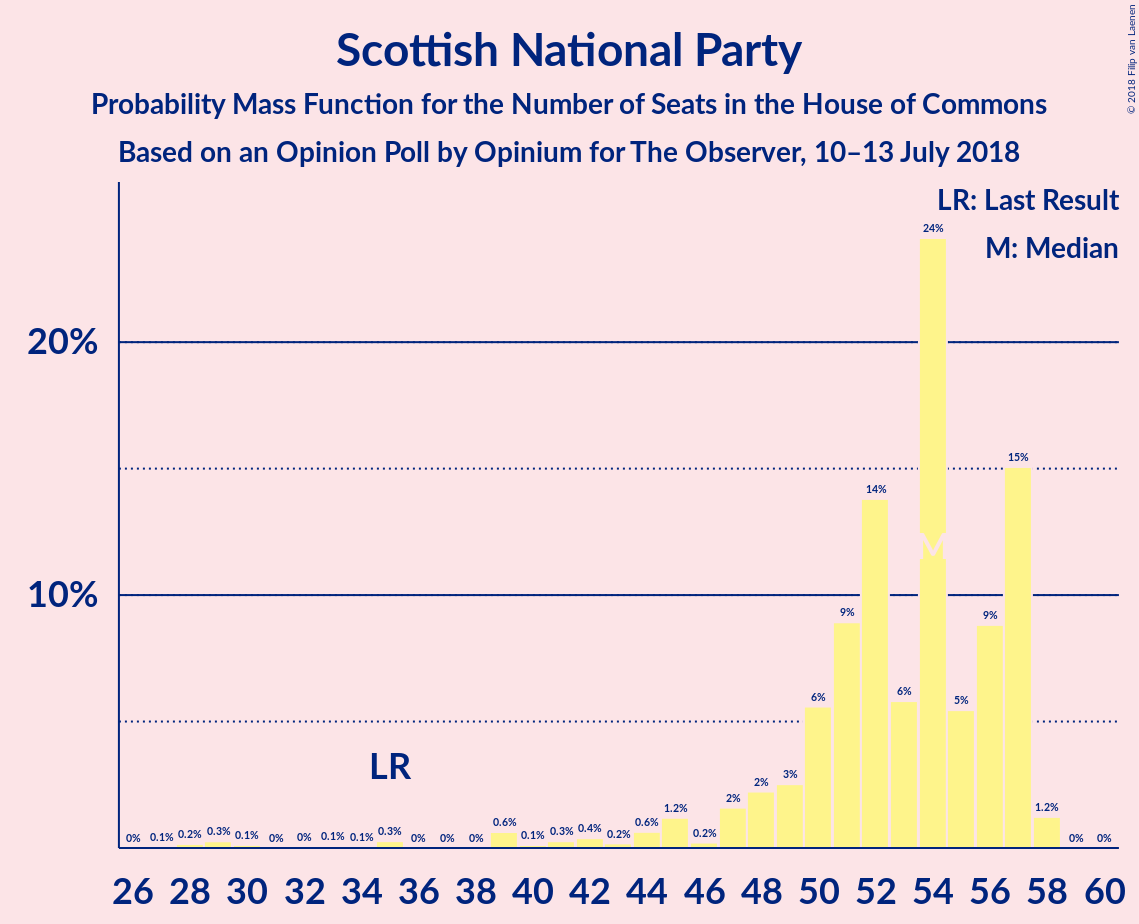 Scottish National Party
Probability Mass Function for the Number of Seats in the House of Commons
Based on an Opinion Poll by Opinium for The Observer, 10–13 July 2018
© 2018 Filip van Laenen
LR: Last Result
M: Median
20%
10%
LR
0% 0.1% 0.2% 0.3% 0.1% 0% 0% 0.1% 0.1% 0.3% 0% 0% 0% 0.6% 0.1% 0.3% 0.4% 0.2% 0.6% 1.2% 0.2% 2% 2% 3% 6% 9% 14% 6% 24% 5% 9% 15% 1.2% 0% 0%
26 28 30 32 34 36 38 40 42 44 46 48 50 52 54 56 58 60